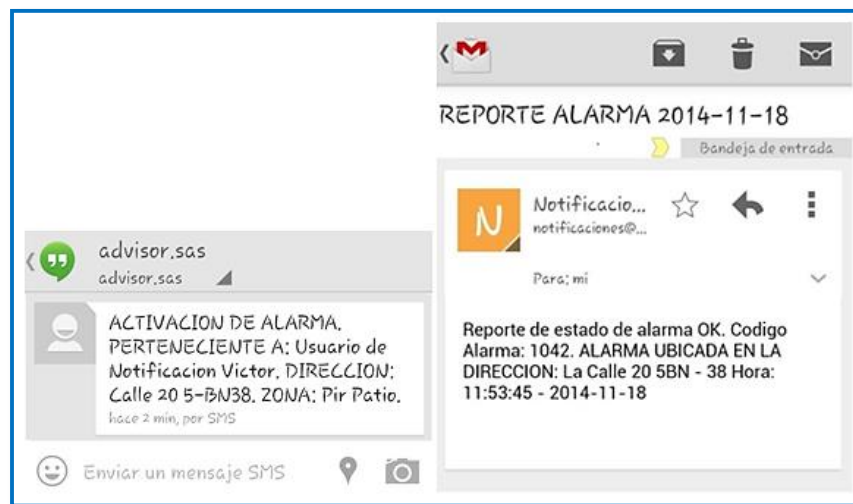 advisor.sas
advisor.sas
ACTIVACION DE ALARMA.
PERTENECIENTE A: Usuario de
Notificacion Victor. DIRECCION:
Calle 20 5-BN38. ZONA: Pir Patio.
hace 2 min, por SMS
Enviar un mensaje SMS
REPORTE ALARMA 2014-11-18
Bandeja de entrada
N
Notificacio...
notificaciones@...
Para: mi
Reporte de estado de alarma OK. Codigo
Alarma: 1042. ALARMA UBICADA EN LA
DIRECCION: La Calle 20 5BN - 38 Hora:
11:53:45 - 2014-11-18